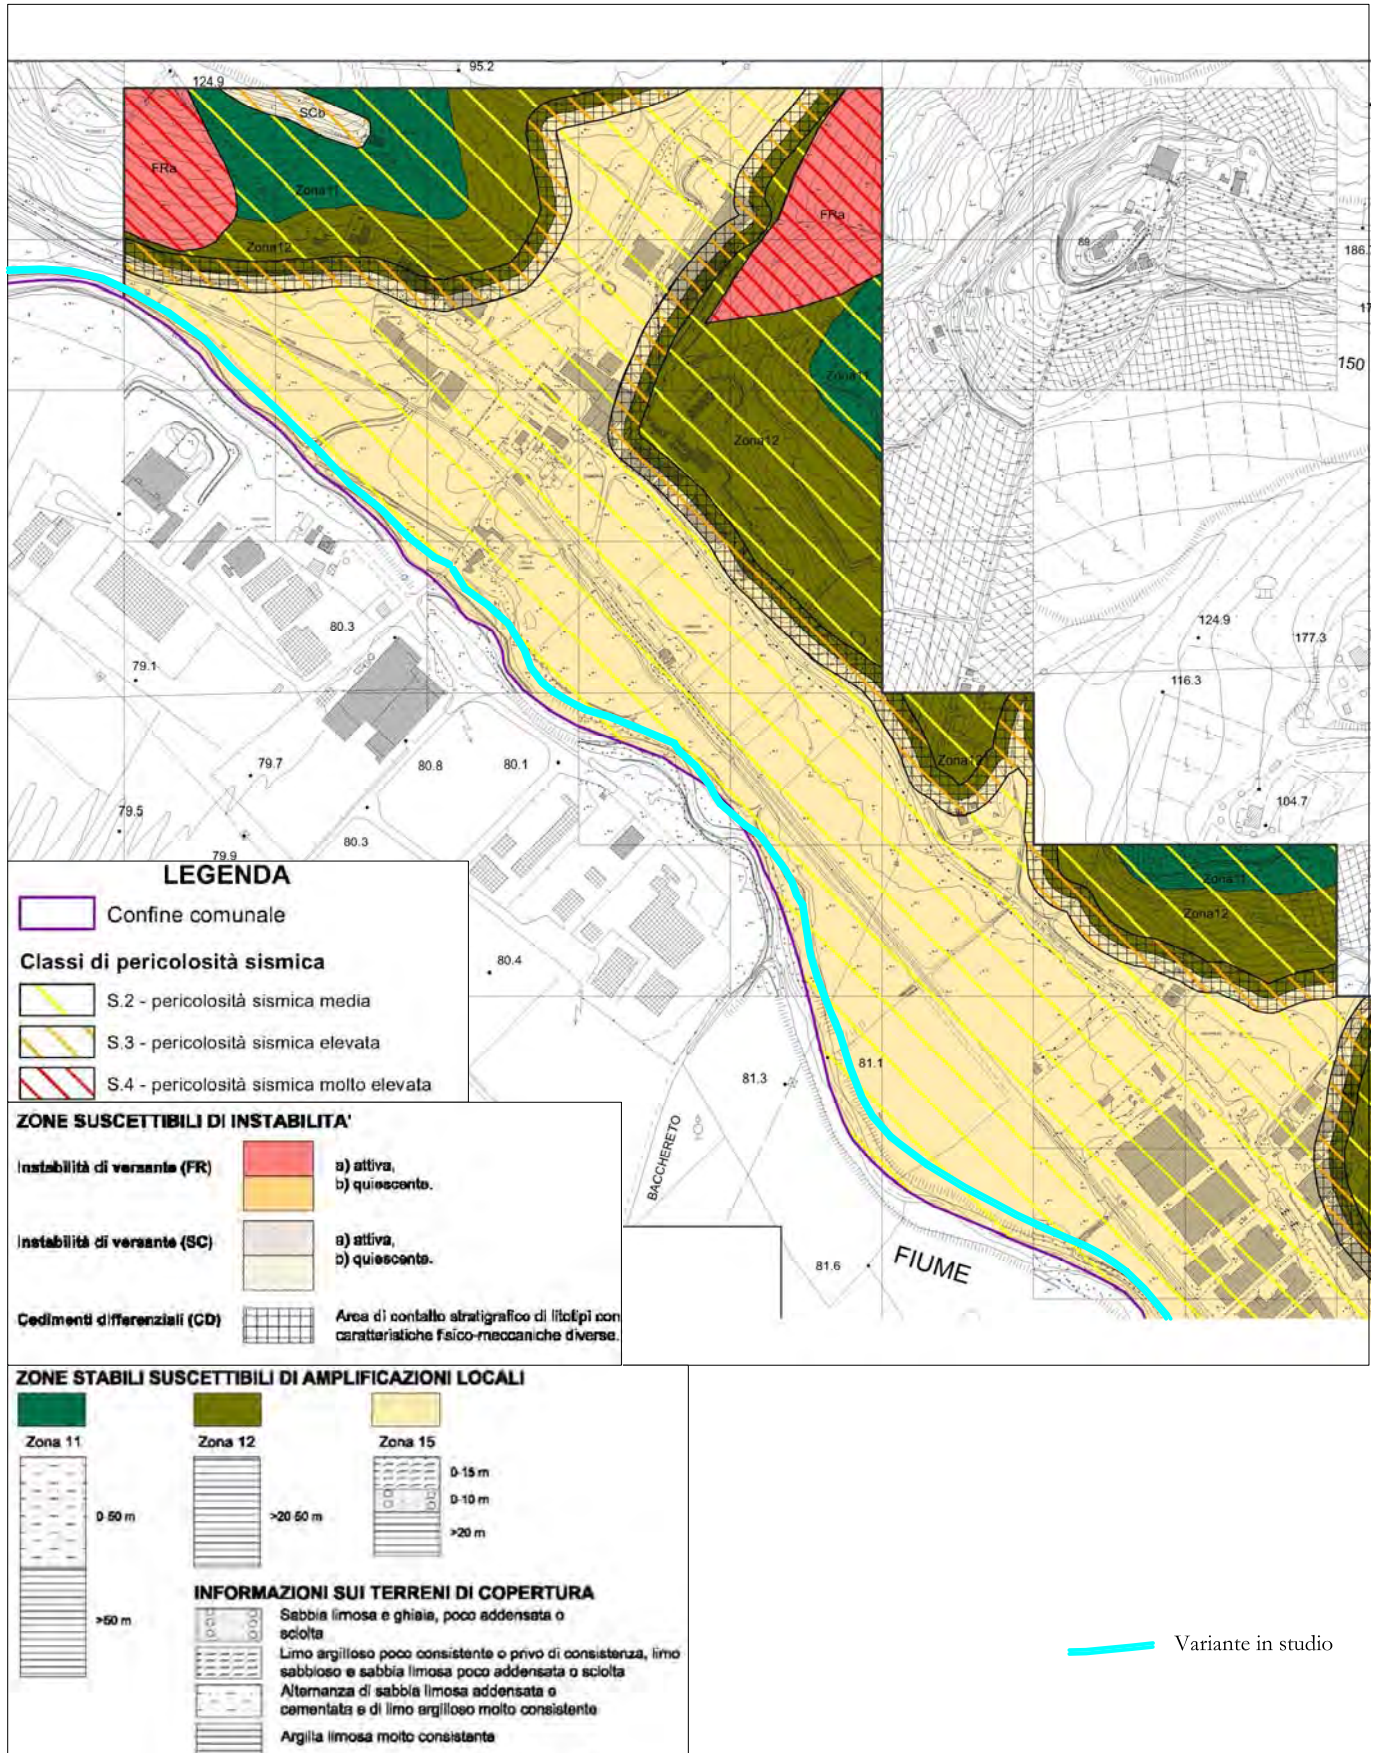 95.2
124.9
SCb
FRa
Zona11
FRa
Zona12
89
186.
17
150
Zona11
Zona12
80.3
124.9
177.3
79.1
116.3
79.7
80.8
80.1
Zona12
104.7
79.5
80.3
79.9
Zona11
Zona12
80.4
81.1
81.3
BACCHERETO
81.6
FIUME
LEGENDA
Confine comunale
Classi di pericolosità sismica
S.2 - pericolosità sismica media
S.3 - pericolosità sismica elevata
S.4 - pericolosità sismica molto elevata
ZONE SUSCETTIBILI DI INSTABILITA'
Instabilità di versante (FR)
a) attiva,
b) quiescente.
Instabilità di versante (SC)
a) attiva,
b) quiescente.
Cedimenti differenziali (CD)
Area di contatto stratigrafico di litotipi con
caratteristiche fisico-meccaniche diverse.
ZONE STABILI SUSCETTIBILI DI AMPLIFICAZIONI LOCALI
Zona 11
Zona 12
Zona 15
0-15 m
0-10 m
>20 m
0-50 m
>20-50 m
>50 m
INFORMAZIONI SUI TERRENI DI COPERTURA
Sabbia limosa e ghiaia, poco addensata o
sciolta
Limo argilloso poco consistente o privo di consistenza, limo
sabbioso e sabbia limosa poco addensata o sciolta
Alternanza di sabbia limosa addensata o
cementata e di limo argilloso molto consistente
Argilla limosa molto consistente
Variante in studio